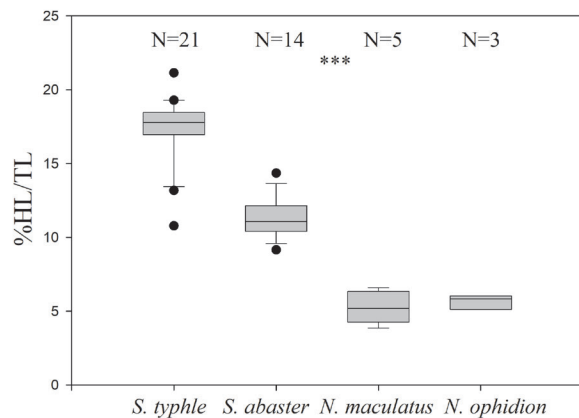 25
N=21 N=14 N=5 N=3
***
20
15
10
5
0
%HL/TL
S. typhle S. abaster N. maculatus N. ophidion